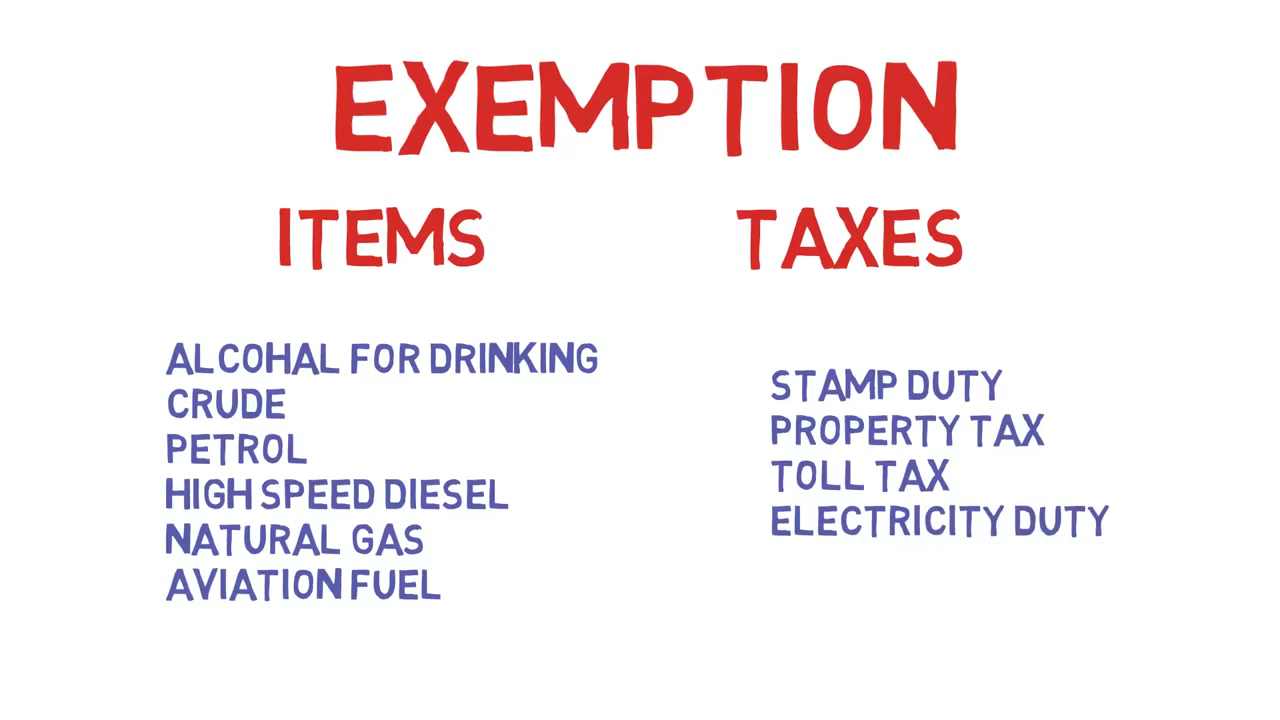 EXEMPTION
ITEMS
TAXES
ALCOHAL FOR DRINKING
CRUDE
PETROL
HIGH SPEED DIESEL
NATURAL GAS
AVIATION FUEL
STAMP DUTY
PROPERTY TAX
TOLL TAX
ELECTRICITY DUTY